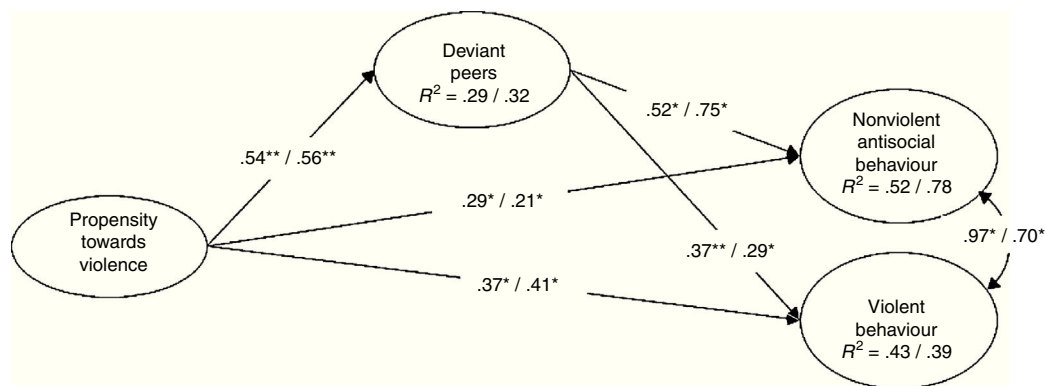 Deviant
peers
R² = .29 / .32
.52* / .75*
Nonviolent
antisocial
behaviour
R² = .52 / .78
.54** / .56**
.29* / .21*
Propensity
towards
violence
.37** / .29*
.97* / .70*
.37* / .41*
Violent
behaviour
R² = .43 / .39